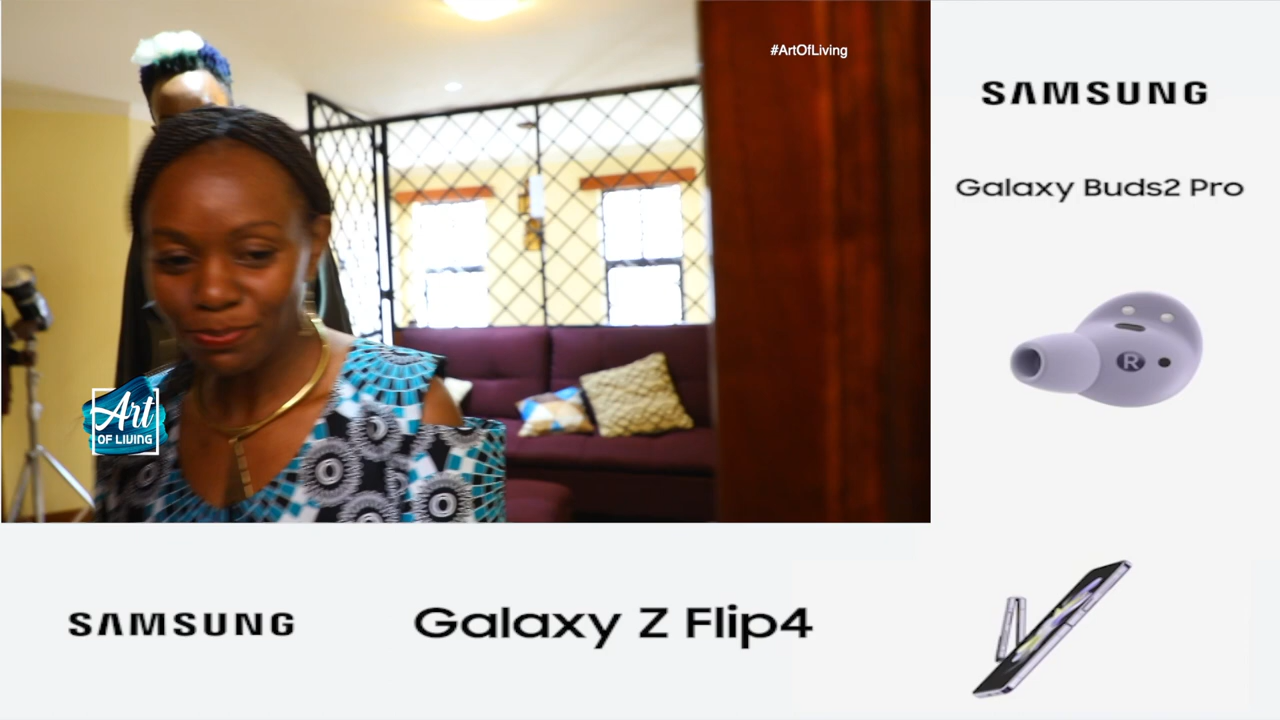 #ArtOfLiving
SAMSUNG
Galaxy Buds2 Pro
R
Art
OF LIVING
SAMSUNG
Galaxy Z Flip4